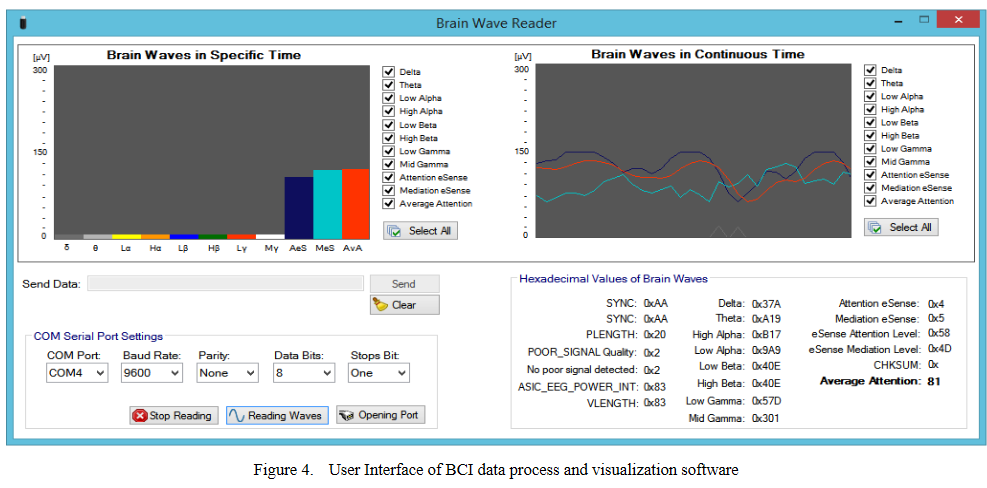 Brain Wave Reader
Brain Waves in Specific Time
[µV]
300
150
0
δ θ Lα Hα Lβ Hβ Lγ Mγ AeS MeS AvA
Delta
Theta
Low Alpha
High Alpha
Low Beta
High Beta
Low Gamma
Mid Gamma
Attention eSense
Mediation eSense
Average Attention
Select All
Brain Waves in Continuous Time
[µV]
300
150
0
Delta
Theta
Low Alpha
High Alpha
Low Beta
High Beta
Low Gamma
Mid Gamma
Attention eSense
Mediation eSense
Average Attention
Select All
Send Data:
Send
Clear
COM Serial Port Settings
COM Port: Baud Rate: Parity: Data Bits: Stops Bit:
COM4 9600 None 8 One
Stop Reading Reading Waves Opening Port
Hexadecimal Values of Brain Waves
SYNC: 0xAA
SYNC: 0xAA
PLENGTH: 0x20
POOR_SIGNAL Quality: 0x2
No poor signal detected: 0x2
ASIC_EEG_POWER_INT: 0x83
VLENGTH: 0x83
Delta: 0x37A
Theta: 0xA19
High Alpha: 0xB17
Low Alpha: 0x9A9
Low Beta: 0x40E
High Beta: 0x40E
Low Gamma: 0x57D
Mid Gamma: 0x301
Attention eSense: 0x4
Mediation eSense: 0x5
eSense Attention Level: 0x58
eSense Mediation Level: 0x4D
CHKSUM: 0x
Average Attention: 81
Figure 4. User Interface of BCI data process and visualization software